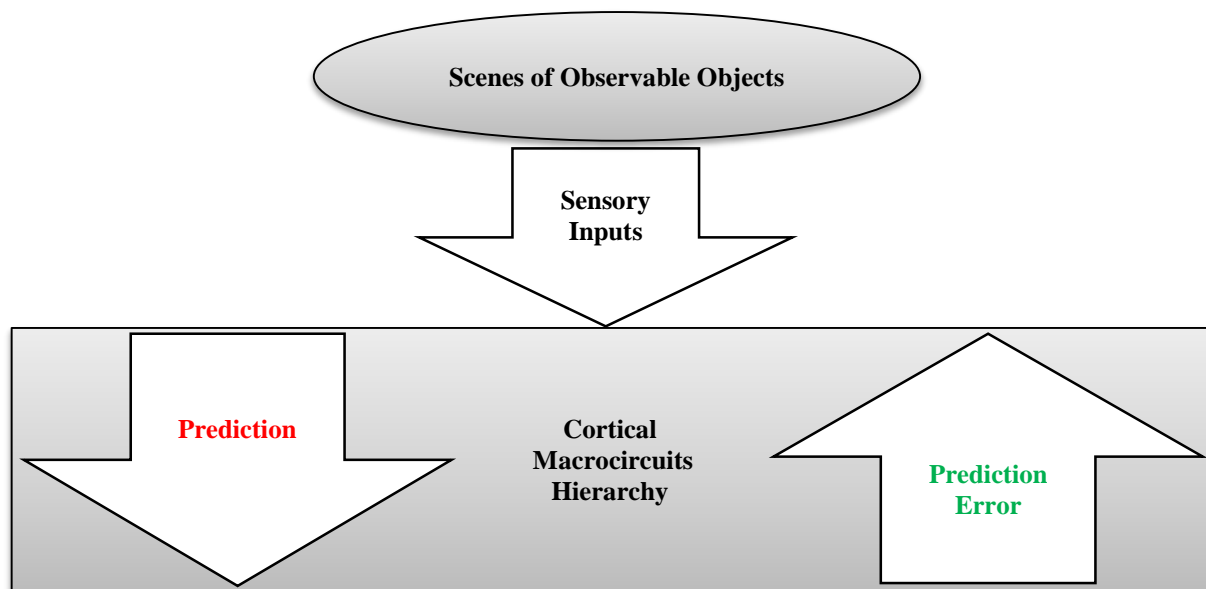 Scenes of Observable Objects
Sensory
Inputs
Prediction
Cortical
Macrocircuits
Hierarchy
Prediction
Error